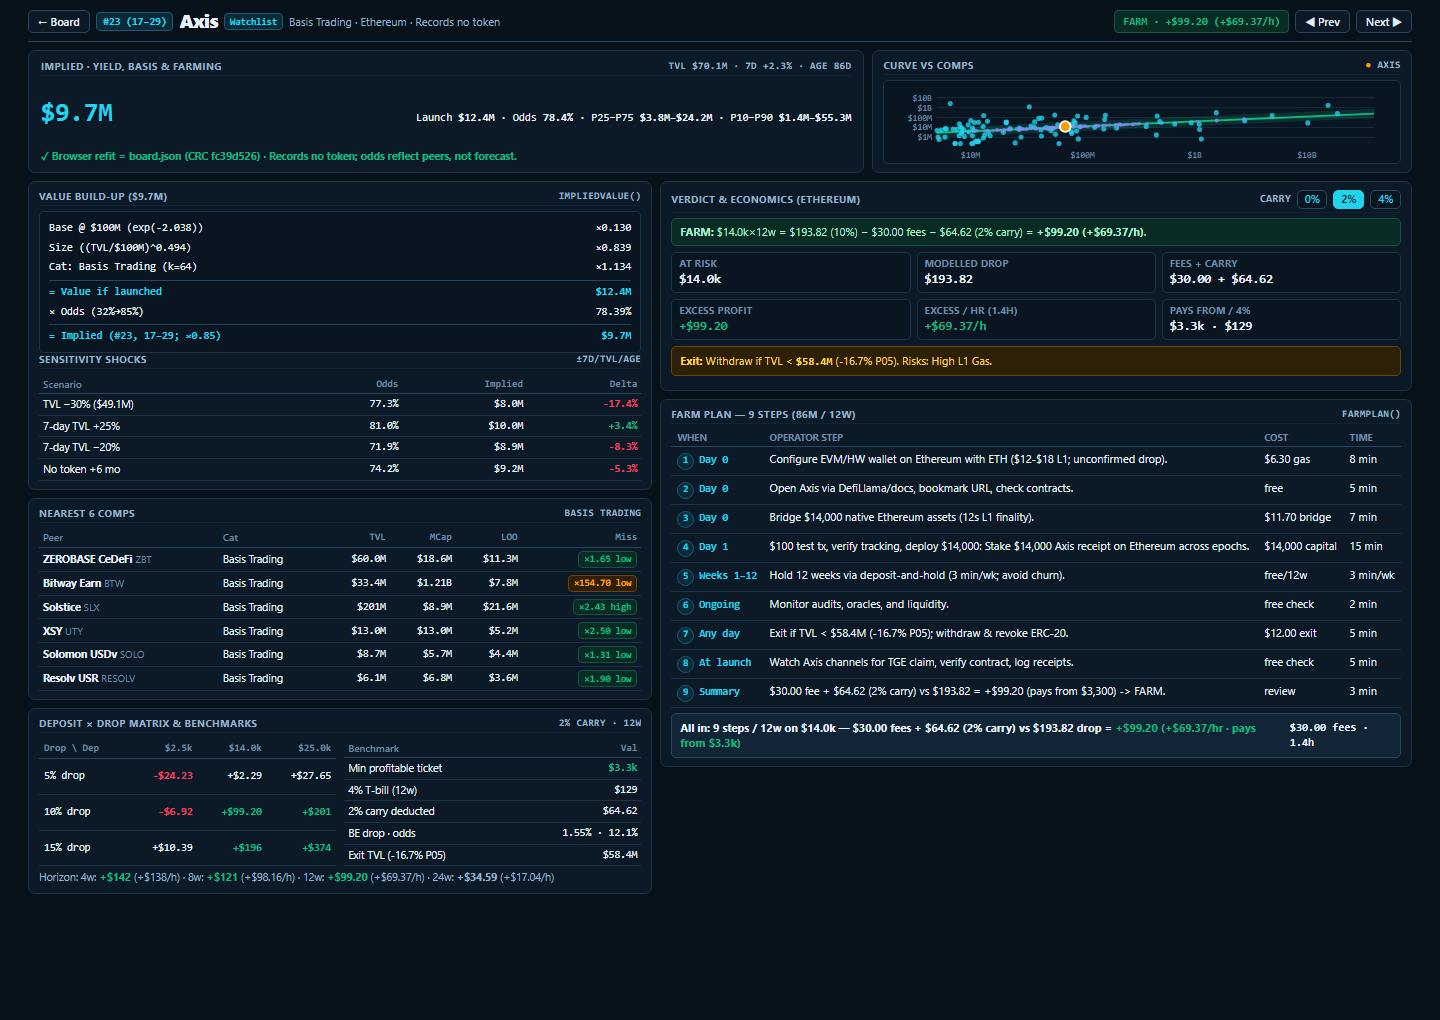 ← Board #23 (17–29) Axis Watchlist Basis Trading · Ethereum · Records no token FARM · +$99.20 (+$69.37/h) ◀ Prev Next ▶
IMPLIED · YIELD, BASIS & FARMING TVL $70.1M · 7D +2.3% · AGE 86D
$9.7M
Launch $12.4M · Odds 78.4% · P25–P75 $3.8M–$24.2M · P10–P90 $1.4M–$55.3M
✓ Browser refit = board.json (CRC fc39d526) · Records no token; odds reflect peers, not forecast.
CURVE VS COMPS AXIS
$10B
$1B
$100M
$10M
$1M
$10M $100M $1B $10B
VALUE BUILD-UP ($9.7M) IMPLIEDVALUE()
Base @ $100M (exp(-2.038)) ×0.130
Size ((TVL/$100M)^0.494) ×0.839
Cat: Basis Trading (k=64) ×1.134
= Value if launched $12.4M
× Odds (32%→85%) 78.39%
= Implied (#23, 17–29; ×0.85) $9.7M
SENSITIVITY SHOCKS ±7D/TVL/AGE
Scenario Odds Implied Delta
TVL −30% ($49.1M) 77.3% $8.0M -17.4%
7-day TVL +25% 81.0% $10.0M +3.4%
7-day TVL −20% 71.9% $8.9M -8.3%
No token +6 mo 74.2% $9.2M -5.3%
NEAREST 6 COMPS BASIS TRADING
Peer Cat TVL MCap LOO Miss
ZEROBASE CeDeFi ZBT Basis Trading $60.0M $18.6M $11.3M ×1.65 low
Bitway Earn BTW Basis Trading $33.4M $1.21B $7.8M ×154.70 low
Solstice SLX Basis Trading $201M $8.9M $21.6M ×2.43 high
XSY UTY Basis Trading $13.0M $13.0M $5.2M ×2.50 low
Solomon USDv SOLO Basis Trading $8.7M $5.7M $4.4M ×1.31 low
Resolv USR RESOLV Basis Trading $6.1M $6.8M $3.6M ×1.90 low
DEPOSIT × DROP MATRIX & BENCHMARKS 2% CARRY · 12W
Drop \ Dep $2.5k $14.0k $25.0k
5% drop -$24.23 +$2.29 +$27.65
10% drop -$6.92 +$99.20 +$201
15% drop +$10.39 +$196 +$374
Benchmark Val
Min profitable ticket $3.3k
4% T-bill (12w) $129
2% carry deducted $64.62
BE drop · odds 1.55% · 12.1%
Exit TVL (-16.7% P05) $58.4M
Horizon: 4w: +$142 (+$138/h) · 8w: +$121 (+$98.16/h) · 12w: +$99.20 (+$69.37/h) · 24w: +$34.59 (+$17.04/h)
VERDICT & ECONOMICS (ETHEREUM) CARRY 0% 2% 4%
FARM: $14.0k×12w = $193.82 (10%) − $30.00 fees − $64.62 (2% carry) = +$99.20 (+$69.37/h).
AT RISK
$14.0k
MODELLED DROP
$193.82
FEES + CARRY
$30.00 + $64.62
EXCESS PROFIT
+$99.20
EXCESS / HR (1.4H)
+$69.37/h
PAYS FROM / 4%
$3.3k · $129
Exit: Withdraw if TVL < $58.4M (-16.7% P05). Risks: High L1 Gas.
FARM PLAN — 9 STEPS (86M / 12W) FARMPLAN()
WHEN OPERATOR STEP COST TIME
1 Day 0 Configure EVM/HW wallet on Ethereum with ETH ($12-$18 L1; unconfirmed drop). $6.30 gas 8 min
2 Day 0 Open Axis via DefiLlama/docs, bookmark URL, check contracts. free 5 min
3 Day 0 Bridge $14,000 native Ethereum assets (12s L1 finality). $11.70 bridge 7 min
4 Day 1 $100 test tx, verify tracking, deploy $14,000: Stake $14,000 Axis receipt on Ethereum across epochs. $14,000 capital 15 min
5 Weeks 1–12 Hold 12 weeks via deposit-and-hold (3 min/wk; avoid churn). free/12w 3 min/wk
6 Ongoing Monitor audits, oracles, and liquidity. free check 2 min
7 Any day Exit if TVL < $58.4M (-16.7% P05); withdraw & revoke ERC-20. $12.00 exit 5 min
8 At launch Watch Axis channels for TGE claim, verify contract, log receipts. free check 5 min
9 Summary $30.00 fee + $64.62 (2% carry) vs $193.82 = +$99.20 (pays from $3,300) -> FARM. review 3 min
All in: 9 steps / 12w on $14.0k — $30.00 fees + $64.62 (2% carry) vs $193.82 drop = +$99.20 (+$69.37/hr · pays from $3.3k) $30.00 fees · 1.4h